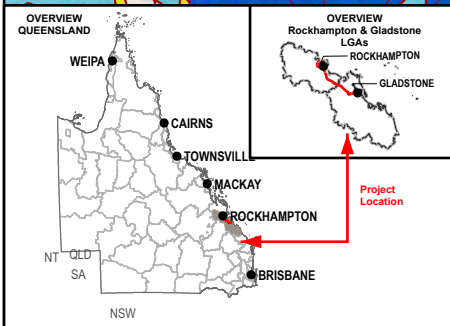 OVERVIEW
QUEENSLAND
WEIPA
CAIRNS
TOWNSVILLE
MACKAY
ROCKHAMPTON
BRISBANE
NT
QLD
SA
NSW
OVERVIEW
Rockhampton & Gladstone
LGAs
ROCKHAMPTON
GLADSTONE
Project
Location